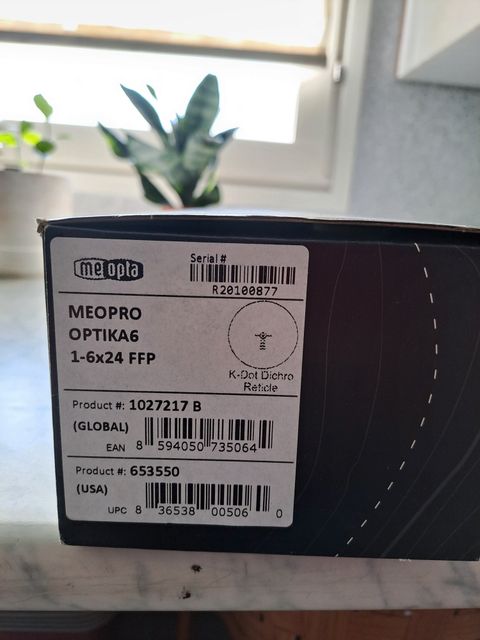 meopta
Serial #
R20100877
MEOPRO
OPTIKA6
1-6x24 FFP
K-Dot Dichro
Reticle
Product #: 1027217 B
(GLOBAL)
EAN 8 594050 735064
Product #: 653550
(USA)
UPC 8 36538 00506 0